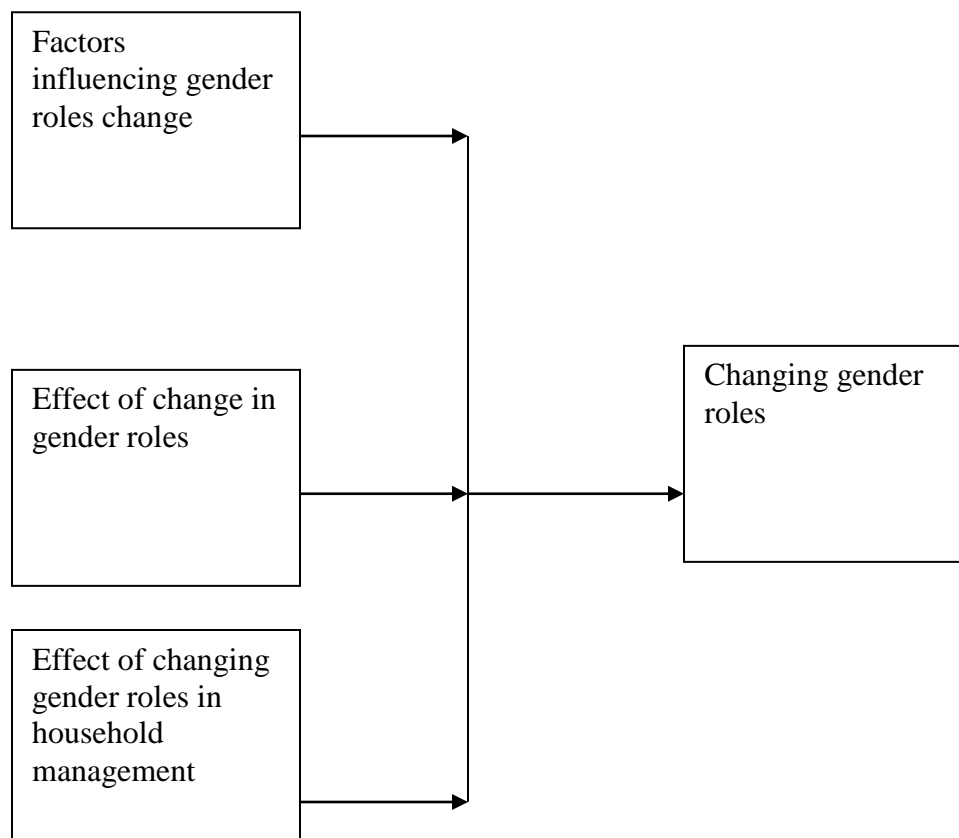 Factors
influencing gender
roles change
Effect of change in
gender roles
Changing gender
roles
Effect of changing
gender roles in
household
management